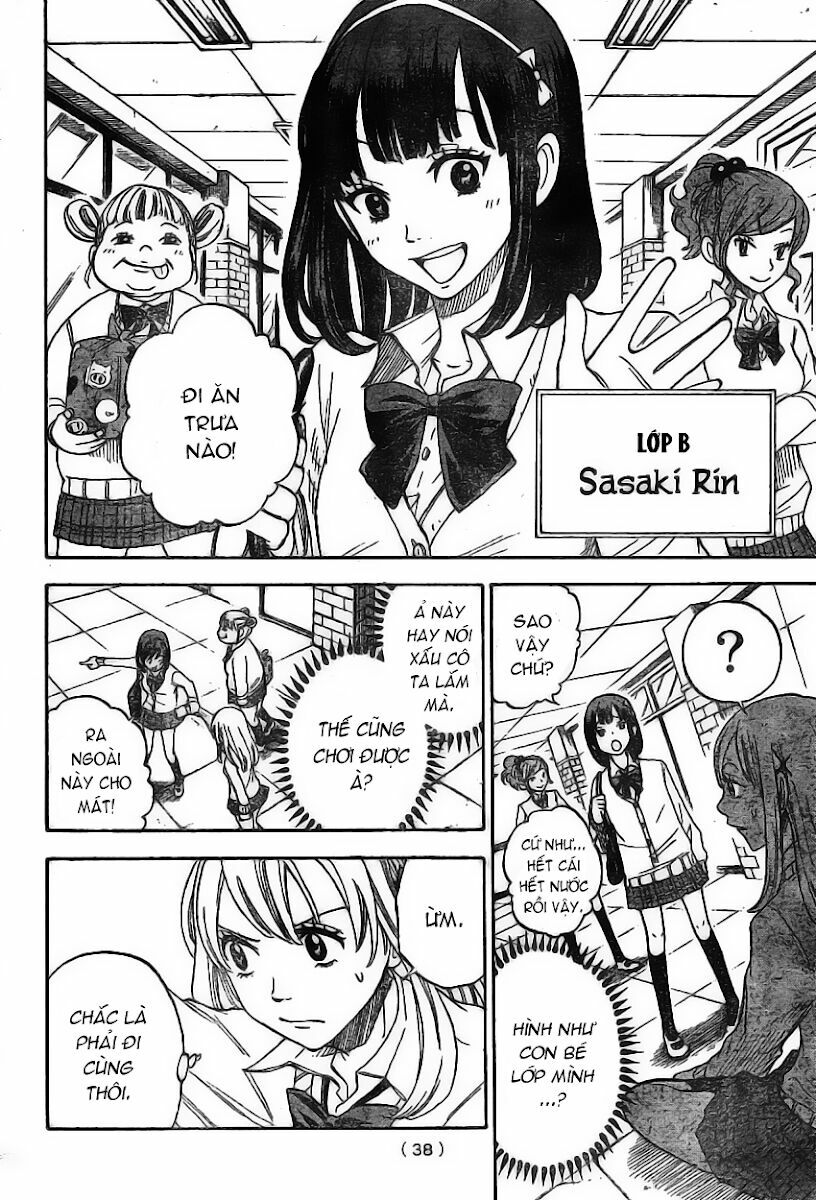 ĐI ĂN
TRƯA
NÀO!
LỚP B
Sasaki Rin
SAO
VẬY
CHỨ?
?
CỨ NHƯ...
HẾT CÁI
HẾT NƯỚC
RỒI VẬY.
HÌNH NHƯ
CON BÉ
LỚP MÌNH
...?
Ả NÀY
HAY NÓI
XẤU CÔ
TA LẮM
MÀ,
THẾ CŨNG
CHƠI ĐƯỢC
À?
RA
NGOÀI
NÀY CHO
MÁT!
ỪM.
CHẮC LÀ
PHẢI ĐI
CÙNG
THÔI.
( 38 )